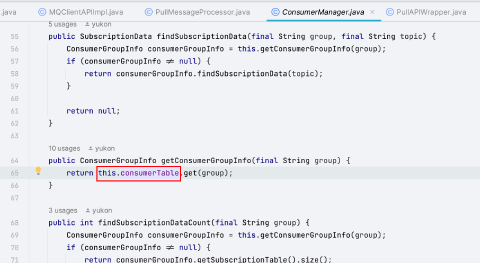 .java
MQClientAPIImpl.java
PullMessageProcessor.java
ConsumerManager.java
PullAPIWrapper.java
5 usages  yukon
55 public SubscriptionData findSubscriptionData(final String group, final String topic) {
56 ConsumerGroupInfo consumerGroupInfo = this.getConsumerGroupInfo(group);
57 if (consumerGroupInfo ≠ null) {
58 return consumerGroupInfo.findSubscriptionData(topic);
59 }
60
61 return null;
62 }
63
10 usages  yukon
64 public ConsumerGroupInfo getConsumerGroupInfo(final String group) {
65 return this.consumerTable.get(group);
66 }
67
3 usages  yukon
68 public int findSubscriptionDataCount(final String group) {
69 ConsumerGroupInfo consumerGroupInfo = this.getConsumerGroupInfo(group);
70 if (consumerGroupInfo ≠ null) {
71 return consumerGroupInfo.getSubscriptionTable().size();